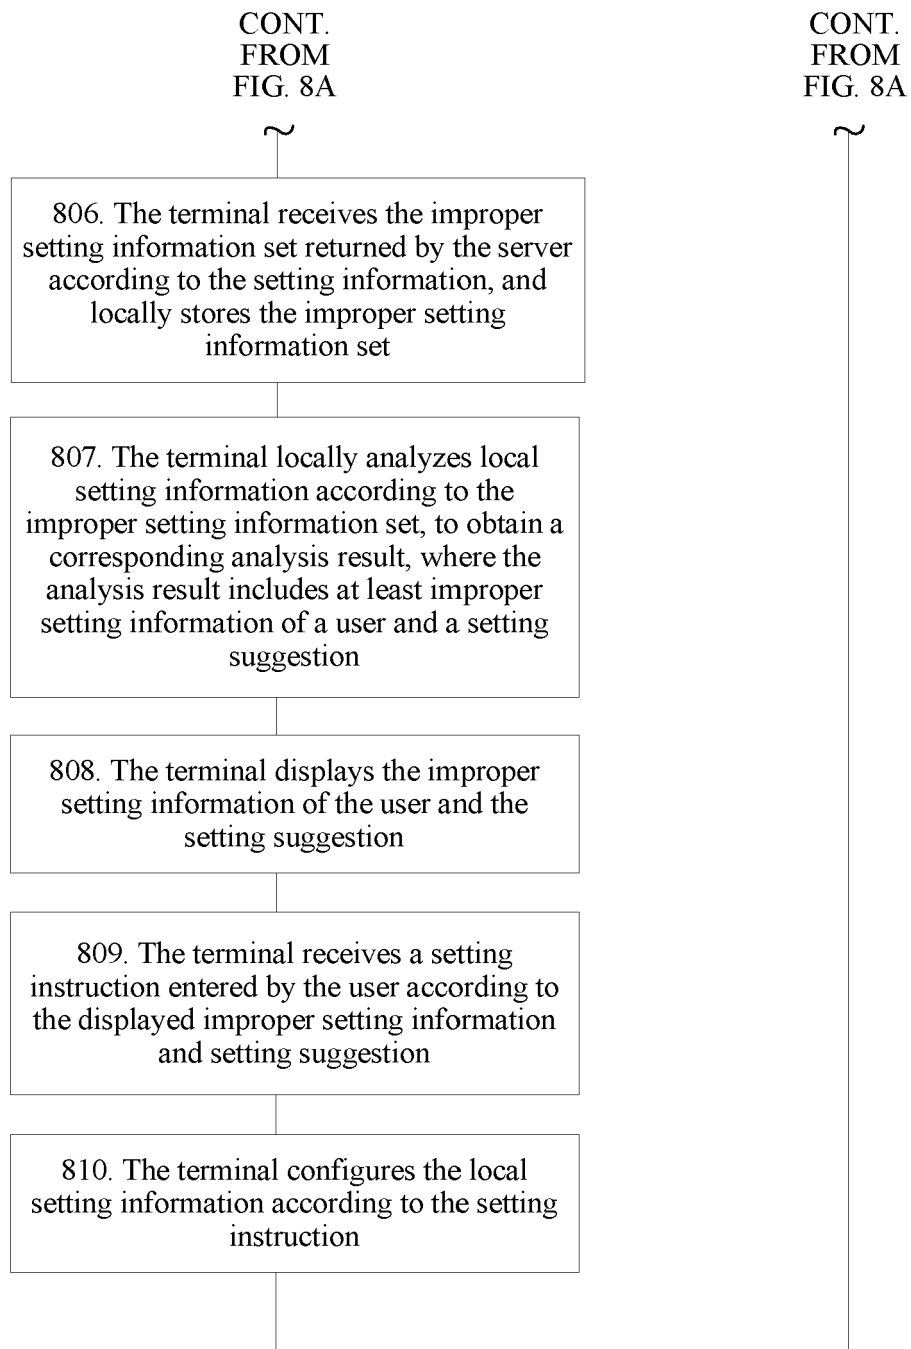 CONT.
FROM
FIG. 8A
CONT.
FROM
FIG. 8A
806. The terminal receives the improper
setting information set returned by the server
according to the setting information, and
locally stores the improper setting
information set
807. The terminal locally analyzes local
setting information according to the
improper setting information set, to obtain a
corresponding analysis result, where the
analysis result includes at least improper
setting information of a user and a setting
suggestion
808. The terminal displays the improper
setting information of the user and the
setting suggestion
809. The terminal receives a setting
instruction entered by the user according to
the displayed improper setting information
and setting suggestion
810. The terminal configures the local
setting information according to the setting
instruction